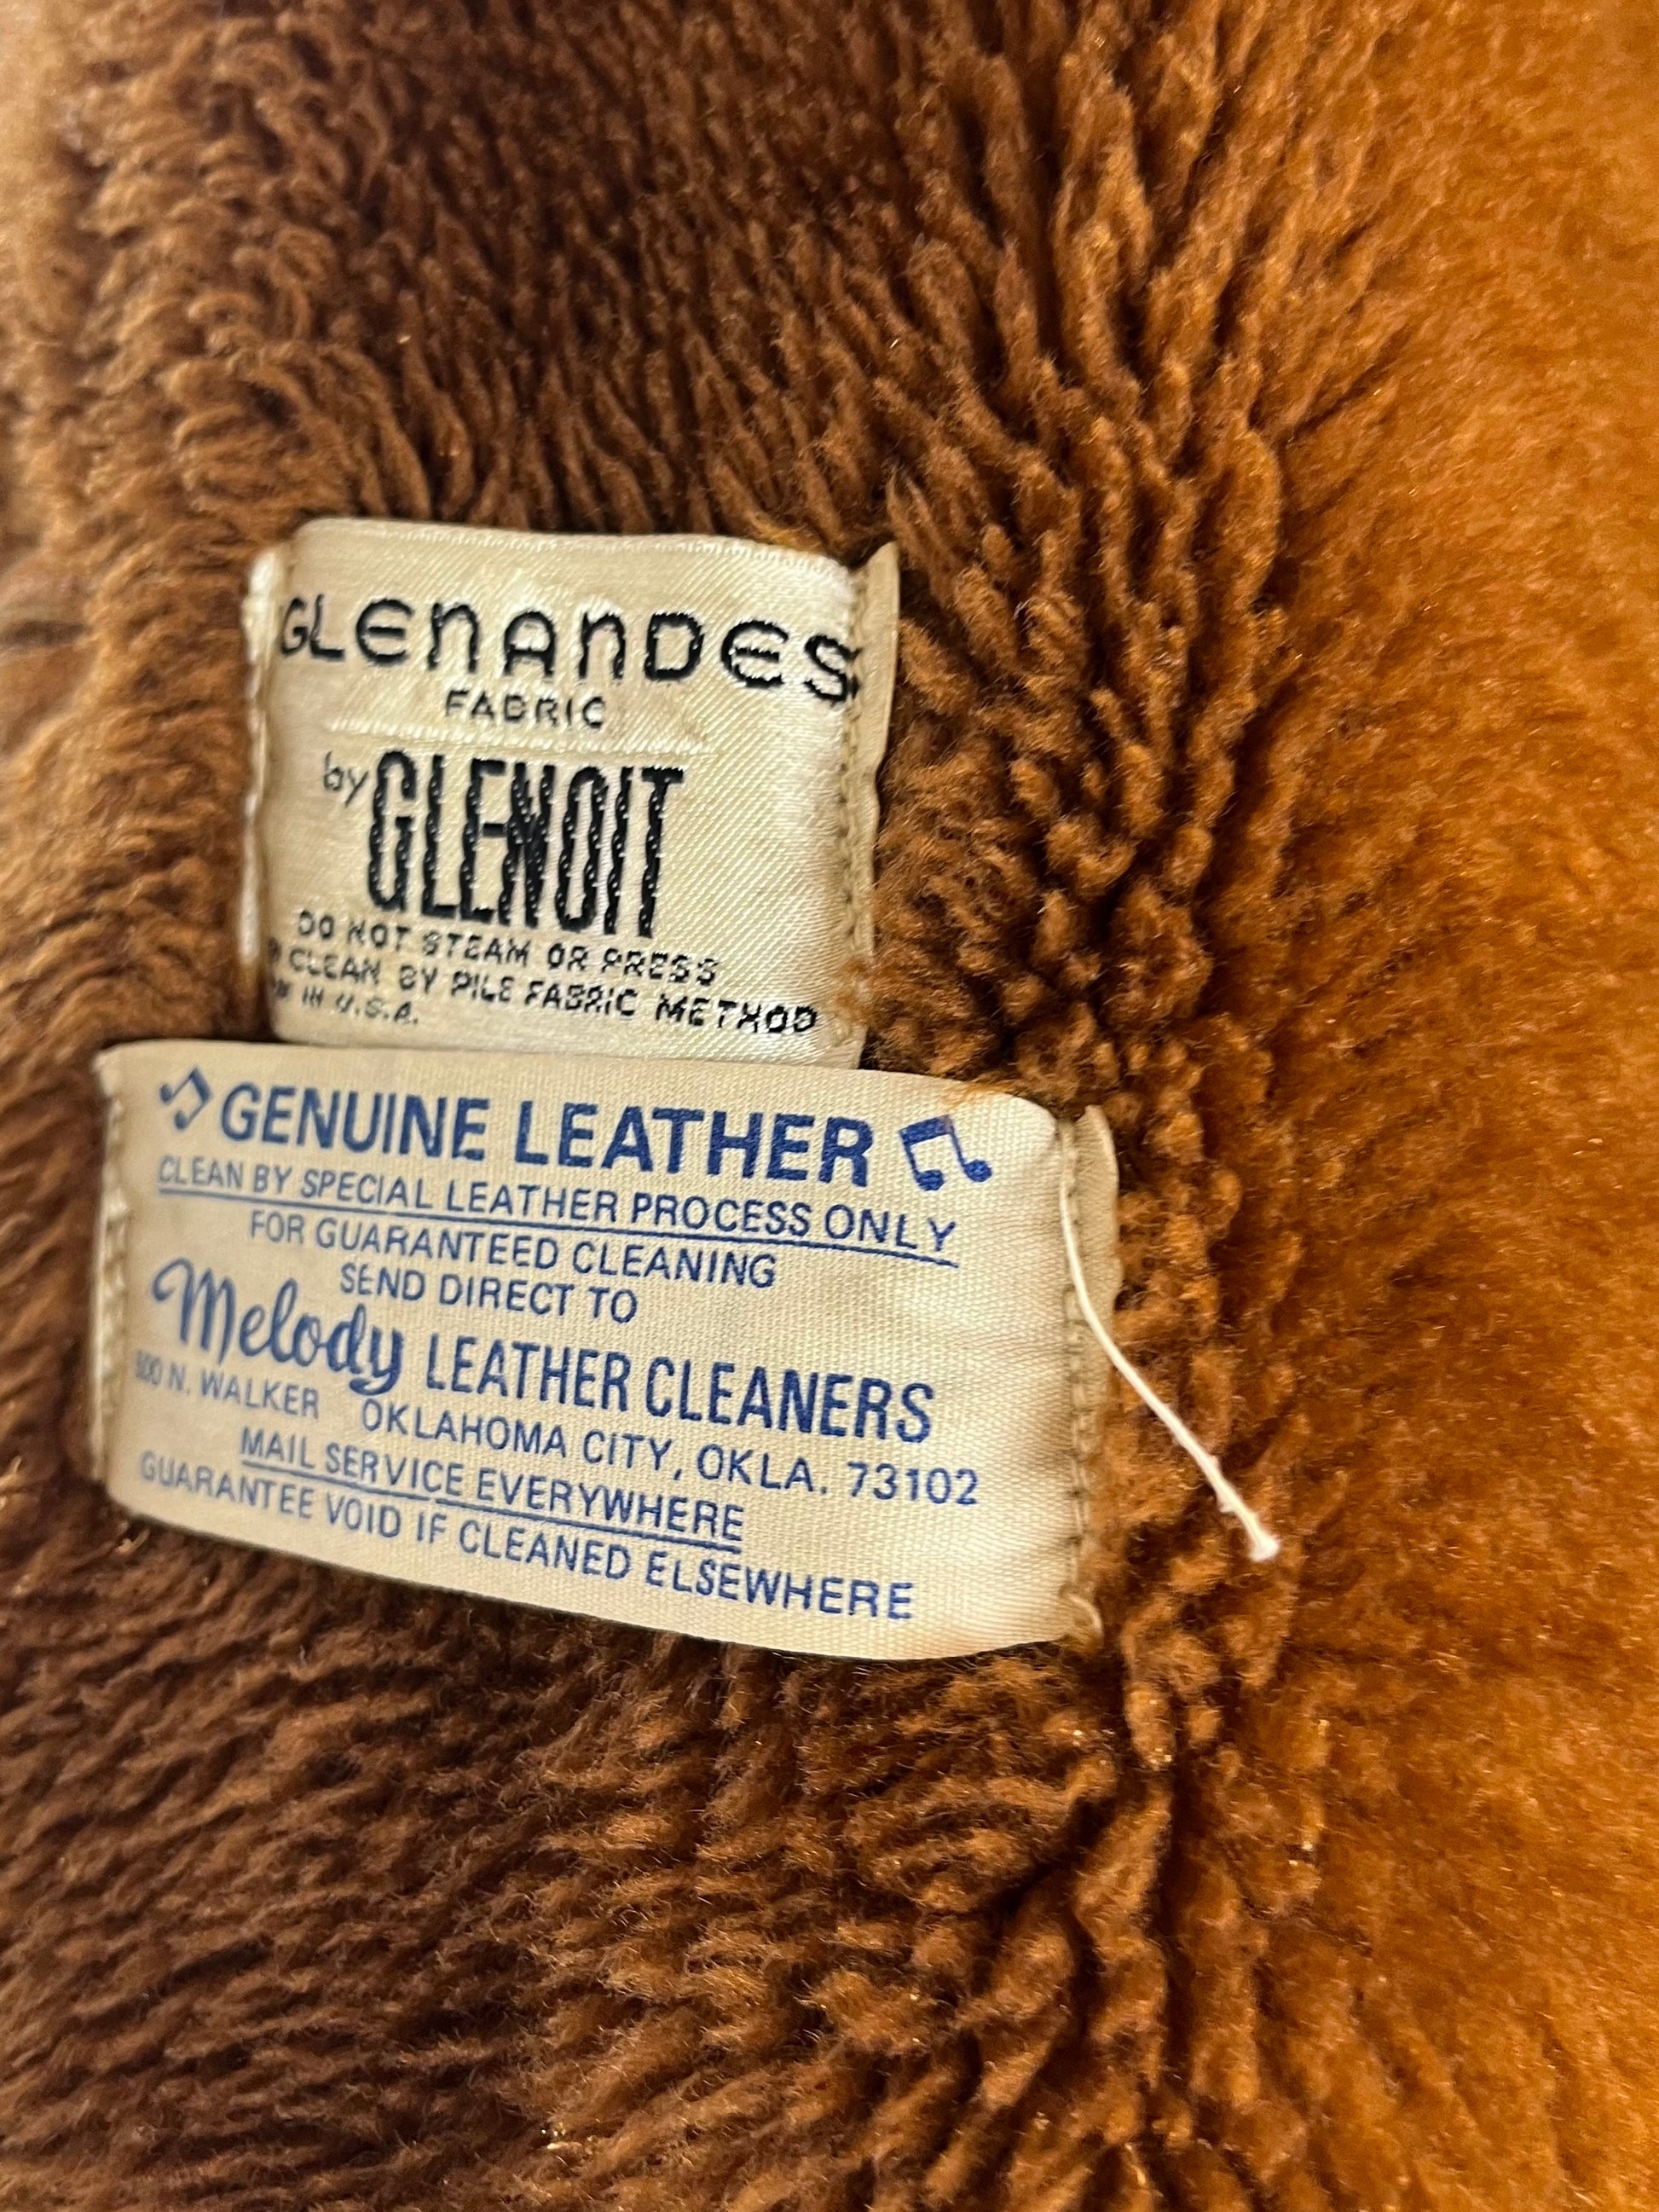 GLENANDES
FABRIC
by GLENOIT
DO NOT STEAM OR PRESS
CLEAN BY PILE FABRIC METHOD
IN U.S.A.
GENUINE LEATHER
CLEAN BY SPECIAL LEATHER PROCESS ONLY
FOR GUARANTEED CLEANING
SEND DIRECT TO
Melody LEATHER CLEANERS
N. WALKER OKLAHOMA CITY, OKLA. 73102
MAIL SERVICE EVERYWHERE
GUARANTEE VOID IF CLEANED ELSEWHERE